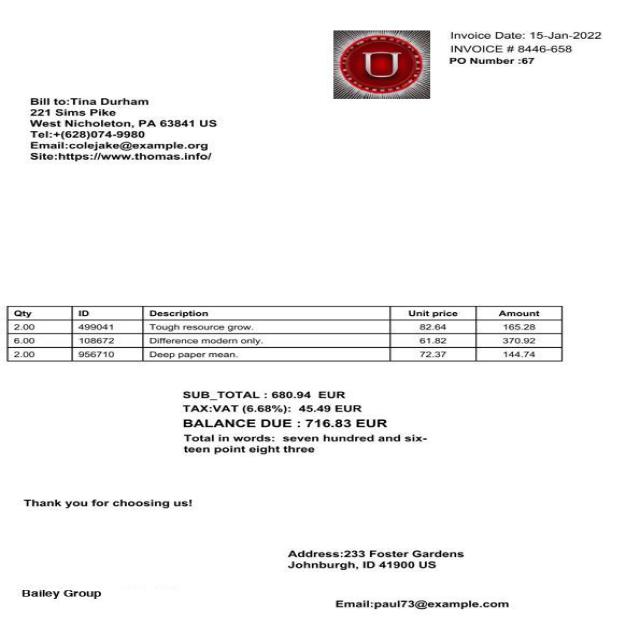 Invoice Date: 15-Jan-2022
INVOICE # 8446-658
PO Number :67
U
Bill to:Tina Durham
221 Sims Pike
West Nicholeton, PA 63841 US
Tel:+(628)074-9980
Email:colejake@example.org
Site:https://www.thomas.info/
Qty ID Description Unit price Amount
2.00 499041 Tough resource grow. 82.64 165.28
6.00 108672 Difference modern only. 61.82 370.92
2.00 956710 Deep paper mean. 72.37 144.74
SUB_TOTAL : 680.94 EUR
TAX:VAT (6.68%): 45.49 EUR
BALANCE DUE : 716.83 EUR
Total in words: seven hundred and six-
teen point eight three
Thank you for choosing us!
Address:233 Foster Gardens
Johnburgh, ID 41900 US
Bailey Group
Email:paul73@example.com